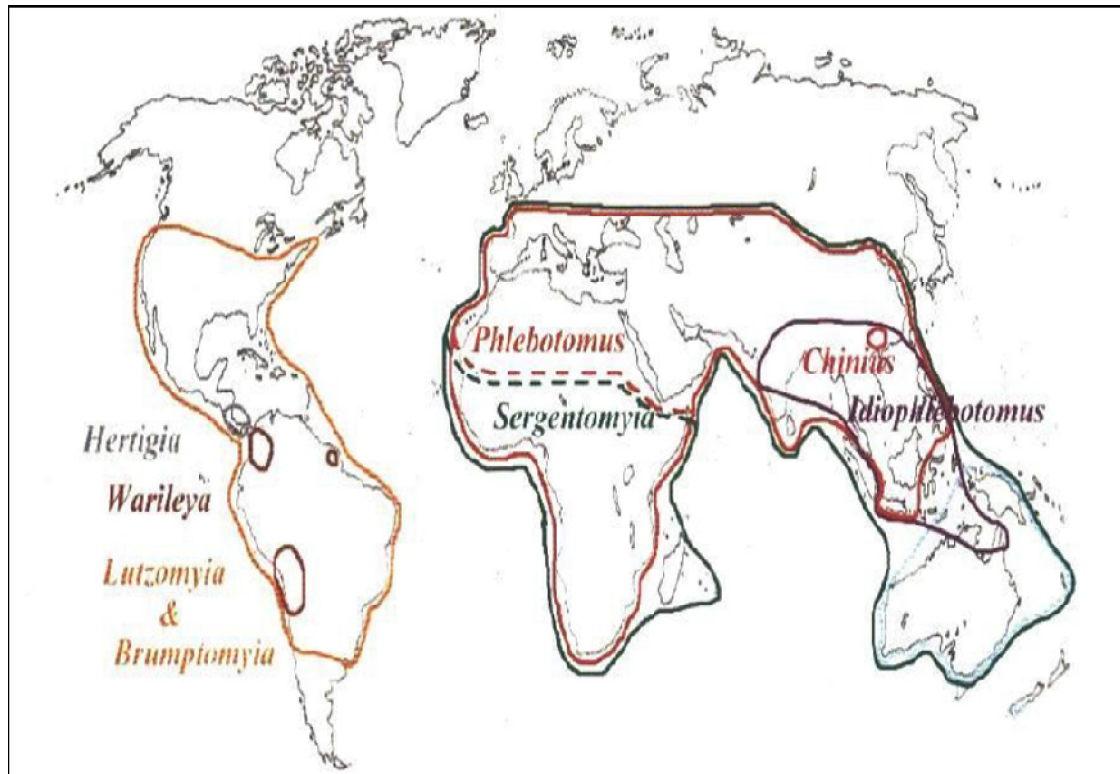 Phlebotomus
Chinius
Sergentomyia
Idiophlebotomus
Hertigia
Warileya
Lutzomyia
&
Brumptomyia